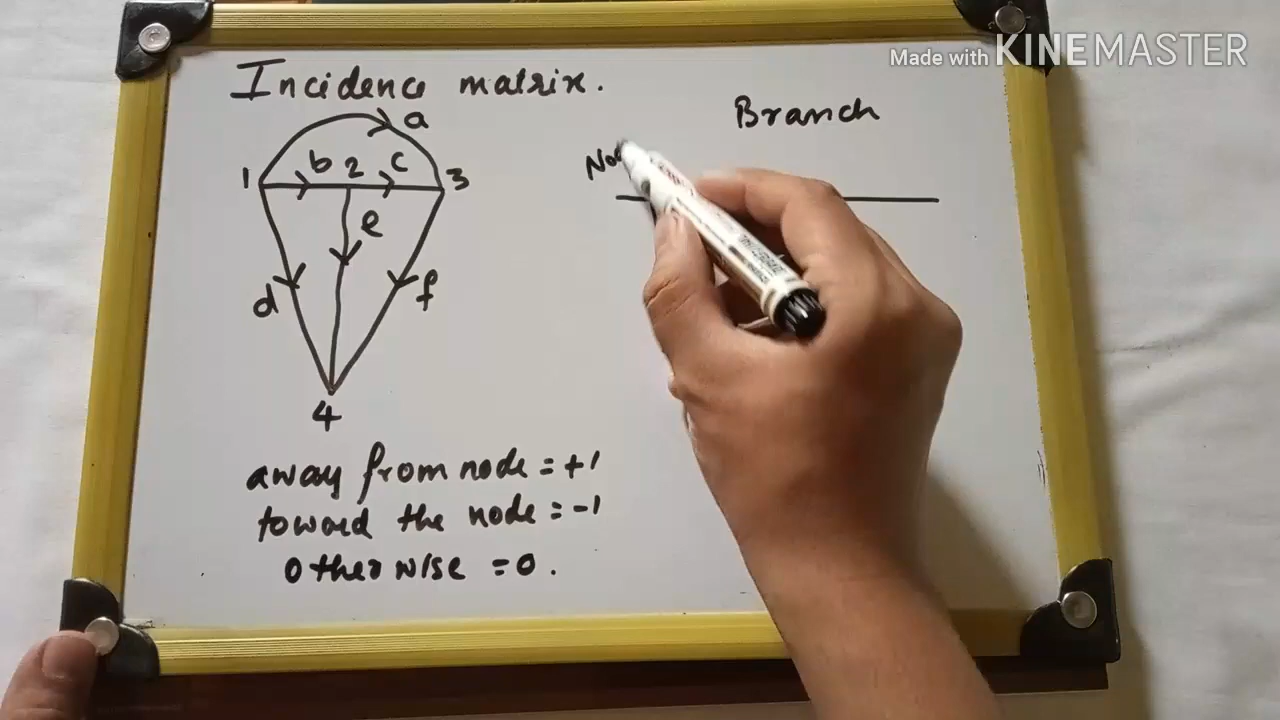 Made with KINEMASTER
Incidence matrix.
Branch
a
b 2 c
1 3
e
d f
4
away from node = +1
toward the node = -1
otherwise = 0.